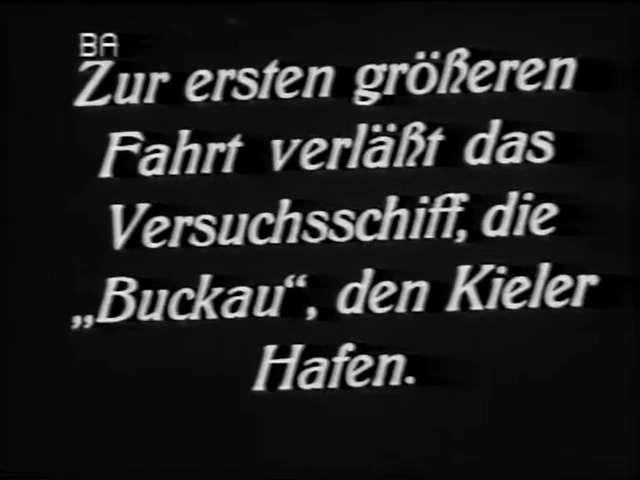 BA
Zur ersten größeren
Fahrt verläßt das
Versuchsschiff, die
„Buckau“, den Kieler
Hafen.